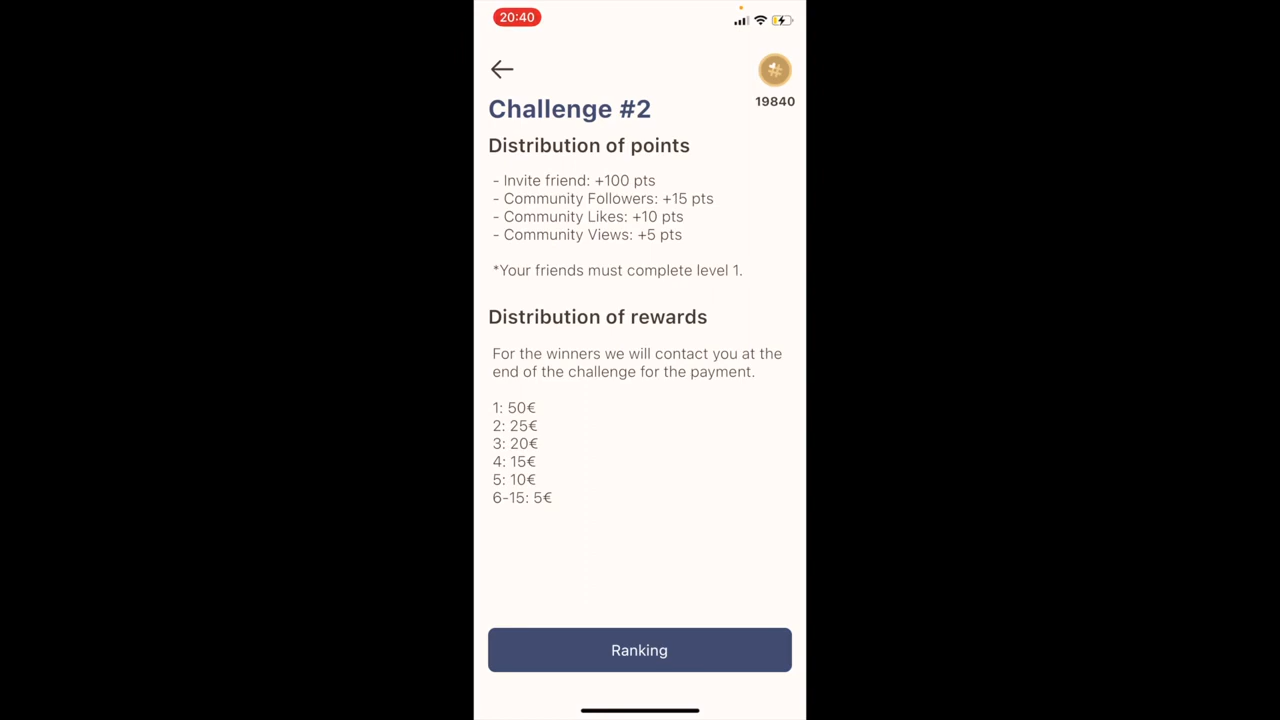 20:40
19840
Challenge #2
Distribution of points
- Invite friend: +100 pts
- Community Followers: +15 pts
- Community Likes: +10 pts
- Community Views: +5 pts
*Your friends must complete level 1.
Distribution of rewards
For the winners we will contact you at the
end of the challenge for the payment.
1: 50€
2: 25€
3: 20€
4: 15€
5: 10€
6-15: 5€
Ranking